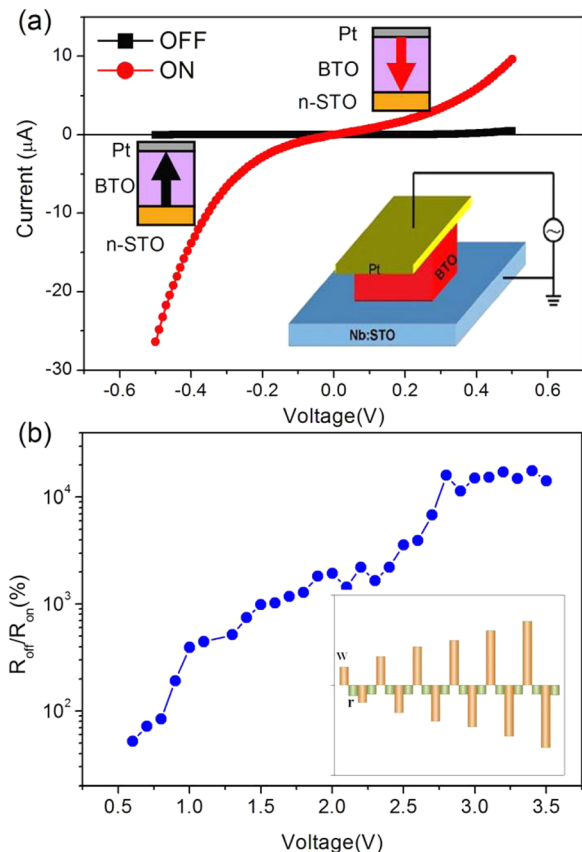 (a)
OFF
ON
Pt
BTO
n-STO
Pt
BTO
n-STO
Pt
BTO
Nb:STO
Current (μA)
10
0
-10
-20
-30
-0.6
-0.4
-0.2
0.0
0.2
0.4
0.6
Voltage(V)
(b)
R_off/R_on(%)
10^4
10^3
10^2
w
r
0.5
1.0
1.5
2.0
2.5
3.0
3.5
Voltage(V)